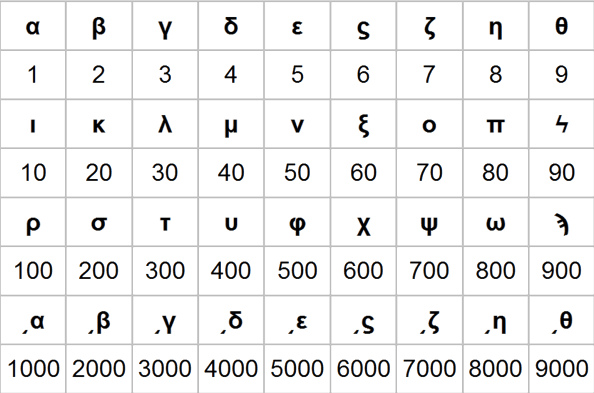 α β γ δ ε ς ζ η θ
1 2 3 4 5 6 7 8 9
ι κ λ μ ν ξ ο π ϟ
10 20 30 40 50 60 70 80 90
ρ σ τ υ φ χ ψ ω ϡ
100 200 300 400 500 600 700 800 900
͵α ͵β ͵γ ͵δ ͵ε ͵ς ͵ζ ͵η ͵θ
1000 2000 3000 4000 5000 6000 7000 8000 9000